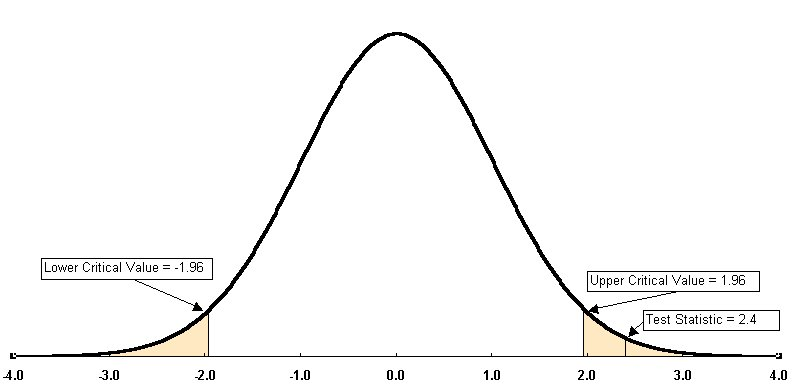 Lower Critical Value = -1.96
Upper Critical Value = 1.96
Test Statistic = 2.4
-4.0 -3.0 -2.0 -1.0 0.0 1.0 2.0 3.0 4.0